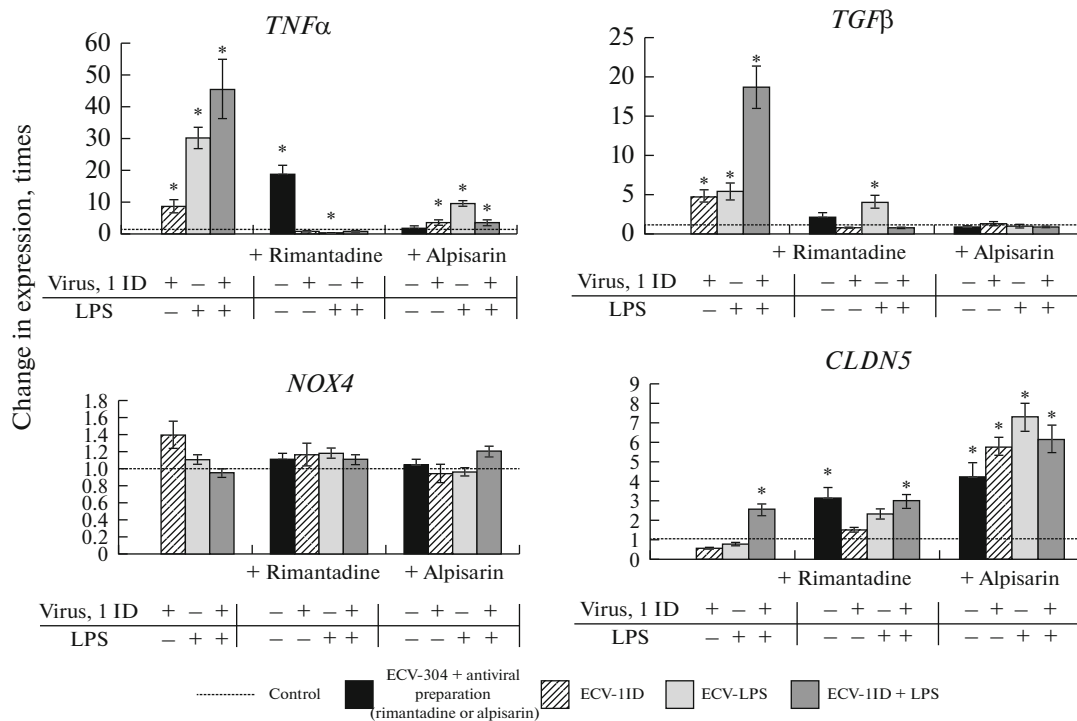 Change in expression, times
TNFα
60
50
40
30
20
10
0
* * * * * * * *
+ Rimantadine + Alpisarin
Virus, 1 ID + – + – + – + – + – +
LPS – + + – – + + – – + +
TGFβ
25
20
15
10
5
0
* * * *
+ Rimantadine + Alpisarin
Virus, 1 ID + – + – + – + – + – +
LPS – + + – – + + – – + +
NOX4
1.8
1.6
1.4
1.2
1.0
0.8
0.6
0.4
0.2
0
+ Rimantadine + Alpisarin
Virus, 1 ID + – + – + – + – + – +
LPS – + + – – + + – – + +
CLDN5
9
8
7
6
5
4
3
2
1
0
* * * * * * *
+ Rimantadine + Alpisarin
Virus, 1 ID + – + – + – + – + – +
LPS – + + – – + + – – + +
Control
ECV-304 + antiviral
preparation
(rimantadine or alpisarin)
ECV-1ID
ECV-LPS
ECV-1ID + LPS